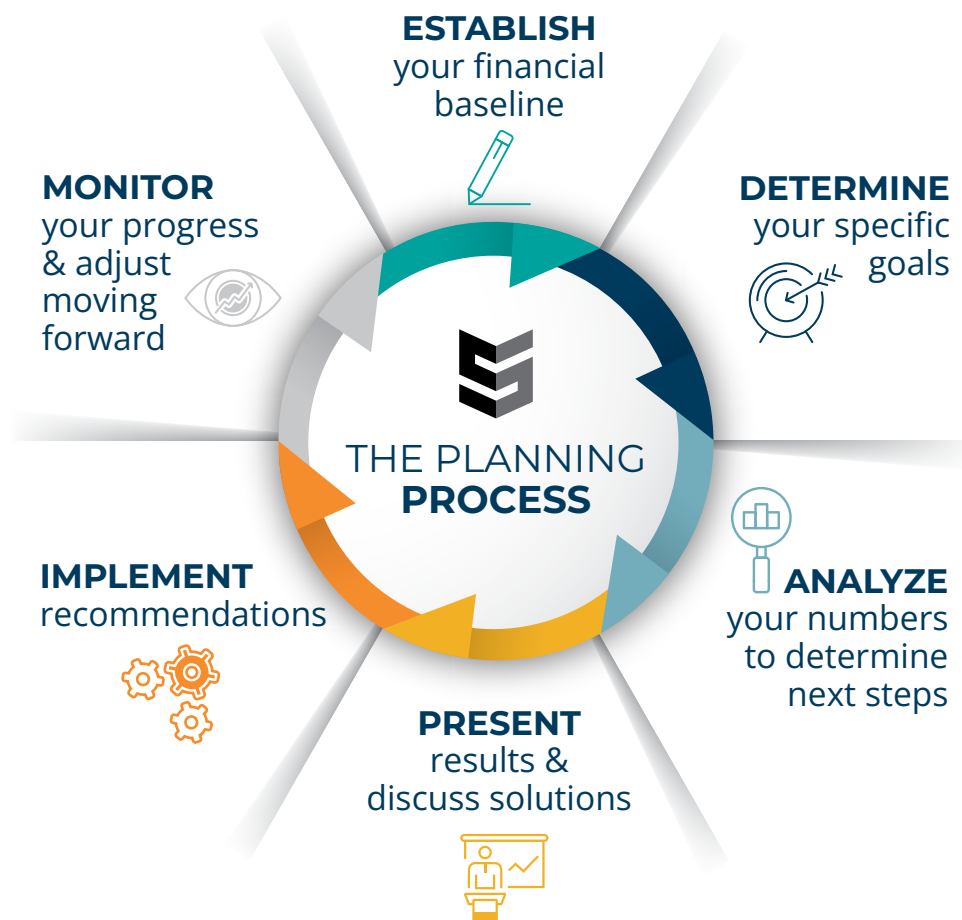 ESTABLISH
your financial
baseline
DETERMINE
your specific
goals
ANALYZE
your numbers
to determine
next steps
PRESENT
results &
discuss solutions
IMPLEMENT
recommendations
MONITOR
your progress
& adjust
moving
forward
THE PLANNING
PROCESS